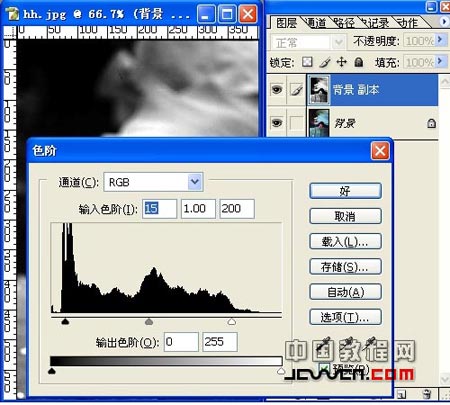 hh.jpg @ 66.7% (背景
0 50 100 150 200 250 300 350
图层 通道 路径 史记录 动作
正常 不透明度: 100%
锁定: 填充: 100%
背景 副本
背景
色阶
通道(C): RGB
好
输入色阶(I): 15 1.00 200
取消
载入(L)...
存储(S)...
自动(A)
选项(T)...
输出色阶(O): 0 255
预览(P)
中国教程网
JCWCN.COM